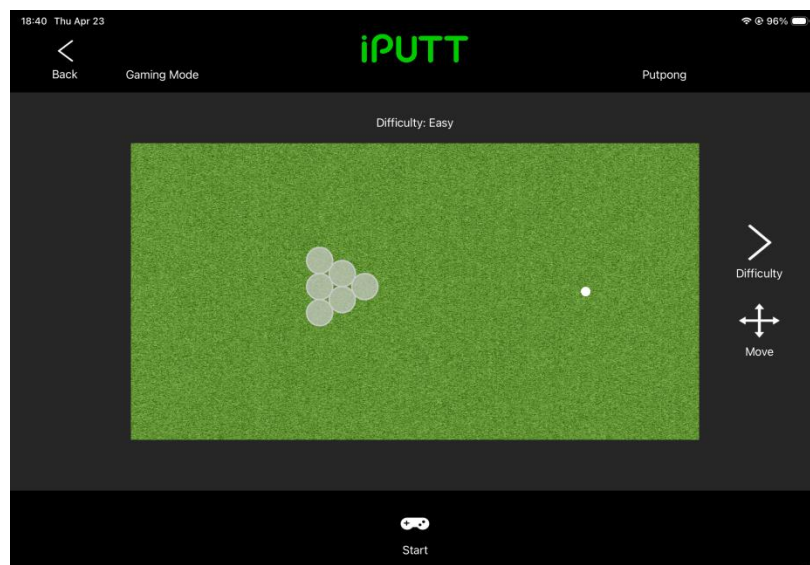 18:40 Thu Apr 23
96%
iPUTT
Back
Gaming Mode
Putpong
Difficulty: Easy
Difficulty
Move
Start